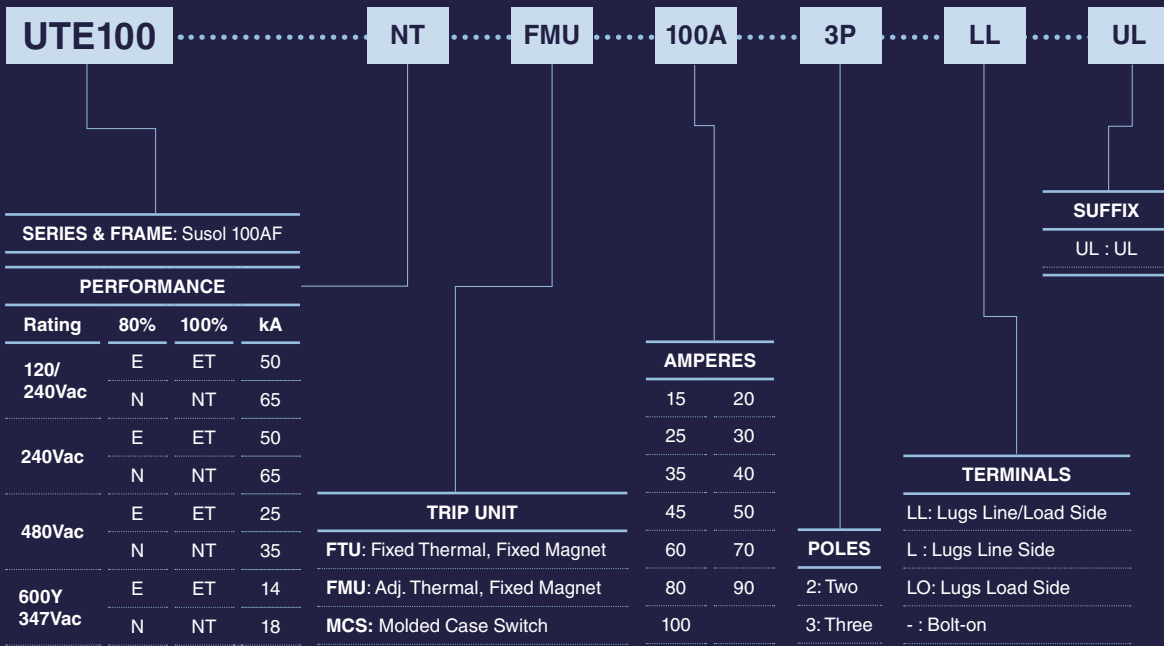 UTE100 NT FMU 100A 3P LL UL
SERIES & FRAME: Susol 100AF
PERFORMANCE
Rating 80% 100% kA
120/
240Vac
E ET 50
N NT 65
240Vac
E ET 50
N NT 65
480Vac
E ET 25
N NT 35
600Y
347Vac
E ET 14
N NT 18
TRIP UNIT
FTU: Fixed Thermal, Fixed Magnet
FMU: Adj. Thermal, Fixed Magnet
MCS: Molded Case Switch
AMPERES
15 20
25 30
35 40
45 50
60 70
80 90
100
POLES
2: Two
3: Three
TERMINALS
LL: Lugs Line/Load Side
L : Lugs Line Side
LO: Lugs Load Side
- : Bolt-on
SUFFIX
UL : UL